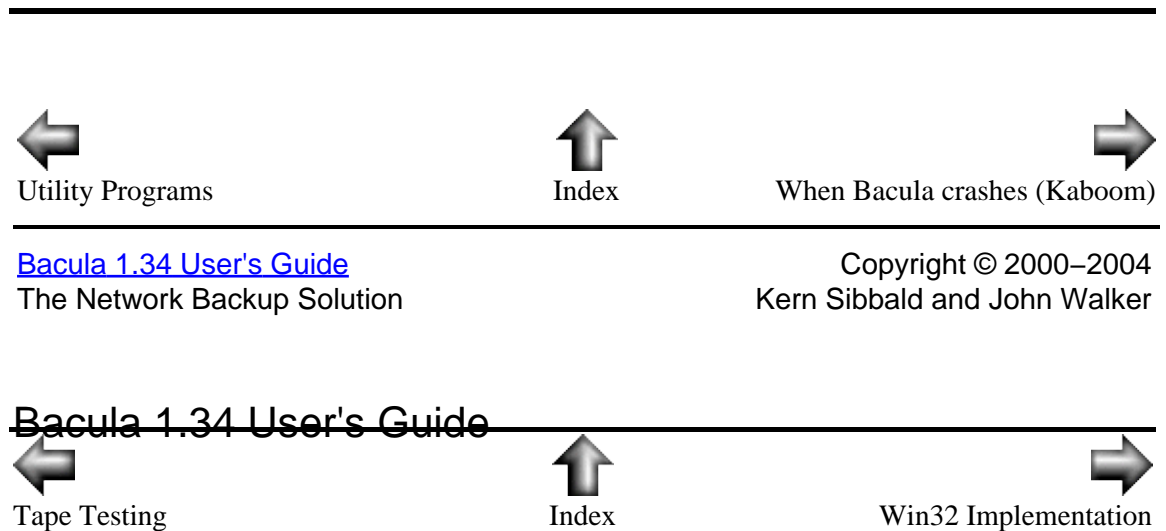 Utility Programs Index When Bacula crashes (Kaboom)
Bacula 1.34 User's Guide Copyright © 2000−2004
The Network Backup Solution Kern Sibbald and John Walker
Bacula 1.34 User's Guide
Tape Testing Index Win32 Implementation